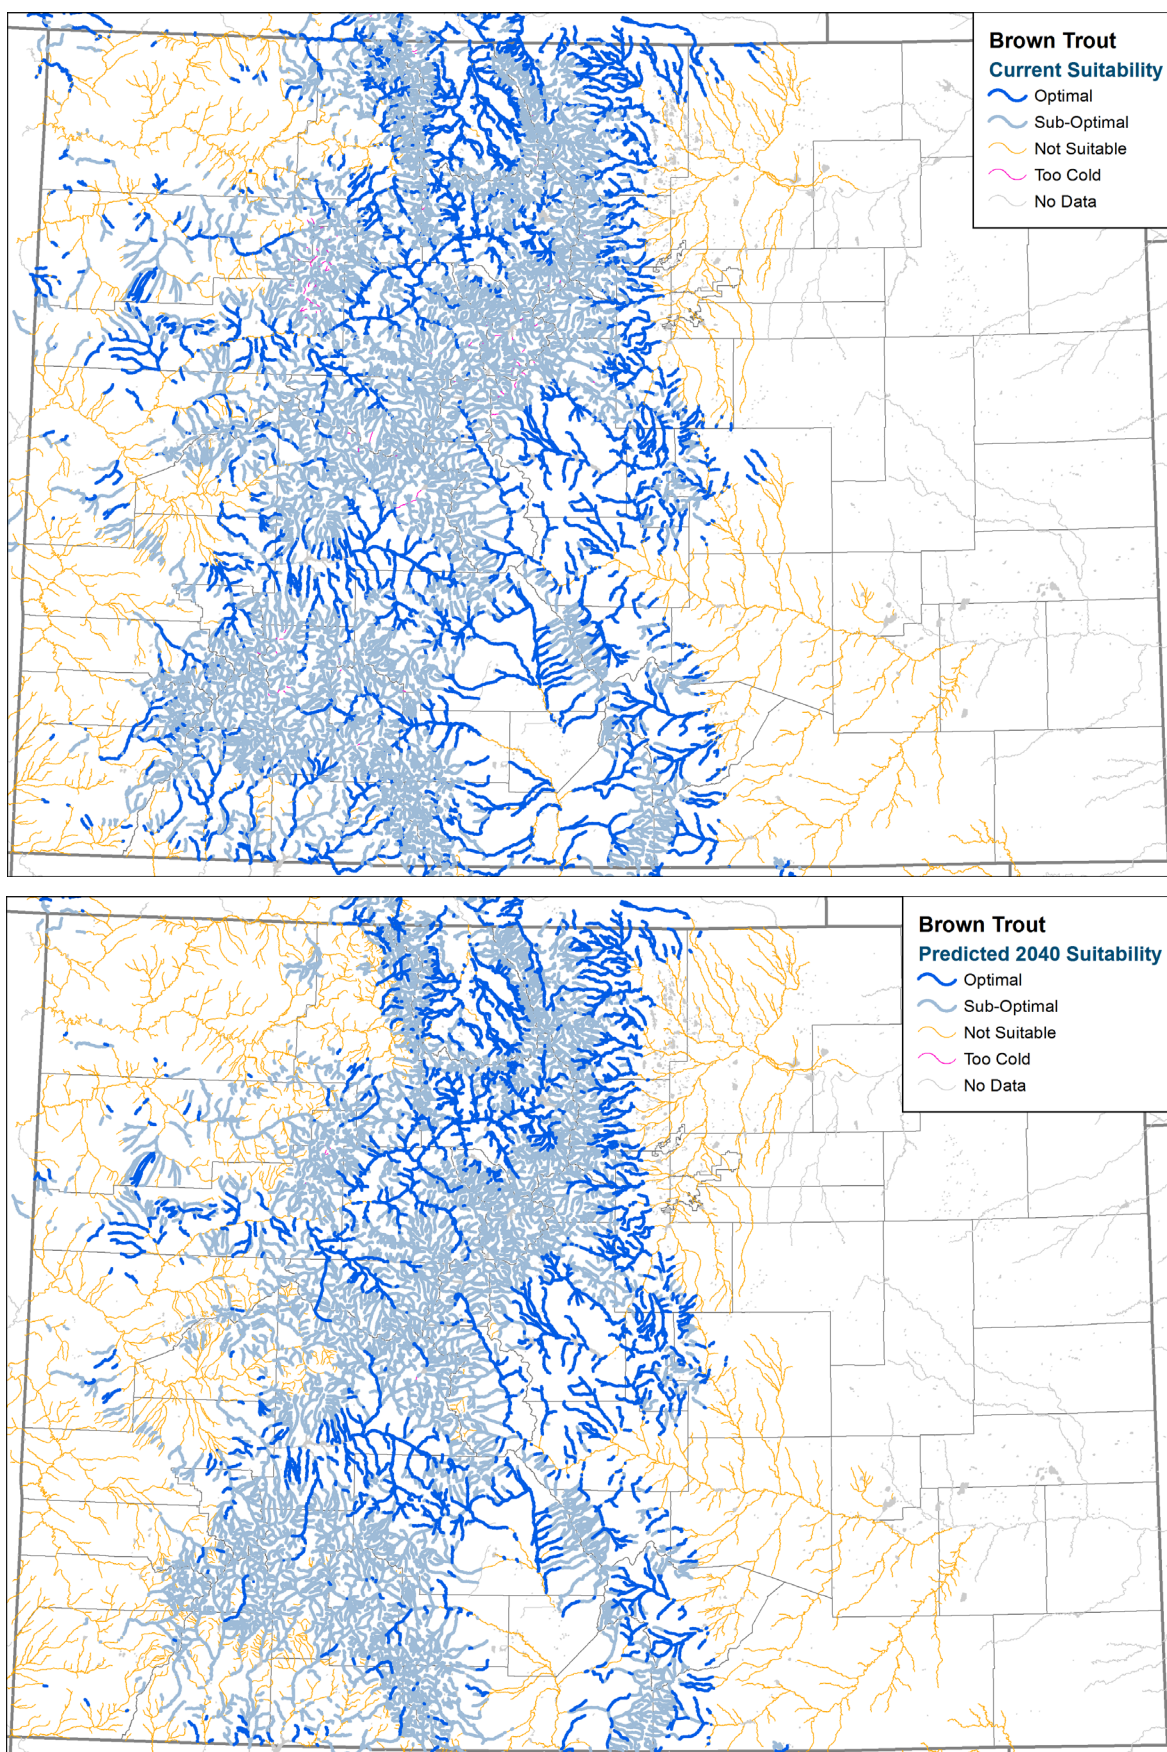 Brown Trout
Current Suitability
Optimal
Sub-Optimal
Not Suitable
Too Cold
No Data
Brown Trout
Predicted 2040 Suitability
Optimal
Sub-Optimal
Not Suitable
Too Cold
No Data